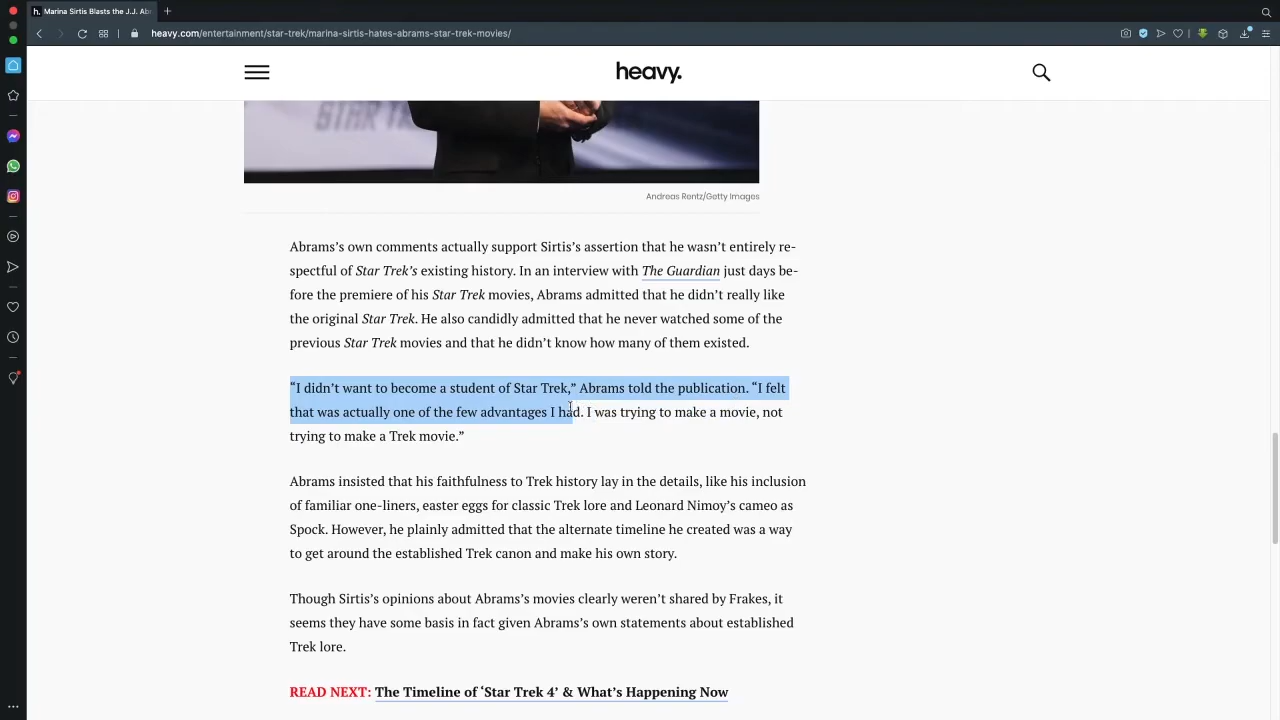 h. Marina Sirtis Blasts the J.J. Abr
heavy.com/entertainment/star-trek/marina-sirtis-hates-abrams-star-trek-movies/
heavy.
STAR TR
Andreas Rentz/Getty Images
Abrams’s own comments actually support Sirtis’s assertion that he wasn’t entirely re-
spectful of Star Trek’s existing history. In an interview with The Guardian just days be-
fore the premiere of his Star Trek movies, Abrams admitted that he didn’t really like
the original Star Trek. He also candidly admitted that he never watched some of the
previous Star Trek movies and that he didn’t know how many of them existed.
“I didn’t want to become a student of Star Trek,” Abrams told the publication. “I felt
that was actually one of the few advantages I had. I was trying to make a movie, not
trying to make a Trek movie.”
Abrams insisted that his faithfulness to Trek history lay in the details, like his inclusion
of familiar one-liners, easter eggs for classic Trek lore and Leonard Nimoy’s cameo as
Spock. However, he plainly admitted that the alternate timeline he created was a way
to get around the established Trek canon and make his own story.
Though Sirtis’s opinions about Abrams’s movies clearly weren’t shared by Frakes, it
seems they have some basis in fact given Abrams’s own statements about established
Trek lore.
READ NEXT: The Timeline of ‘Star Trek 4’ & What’s Happening Now